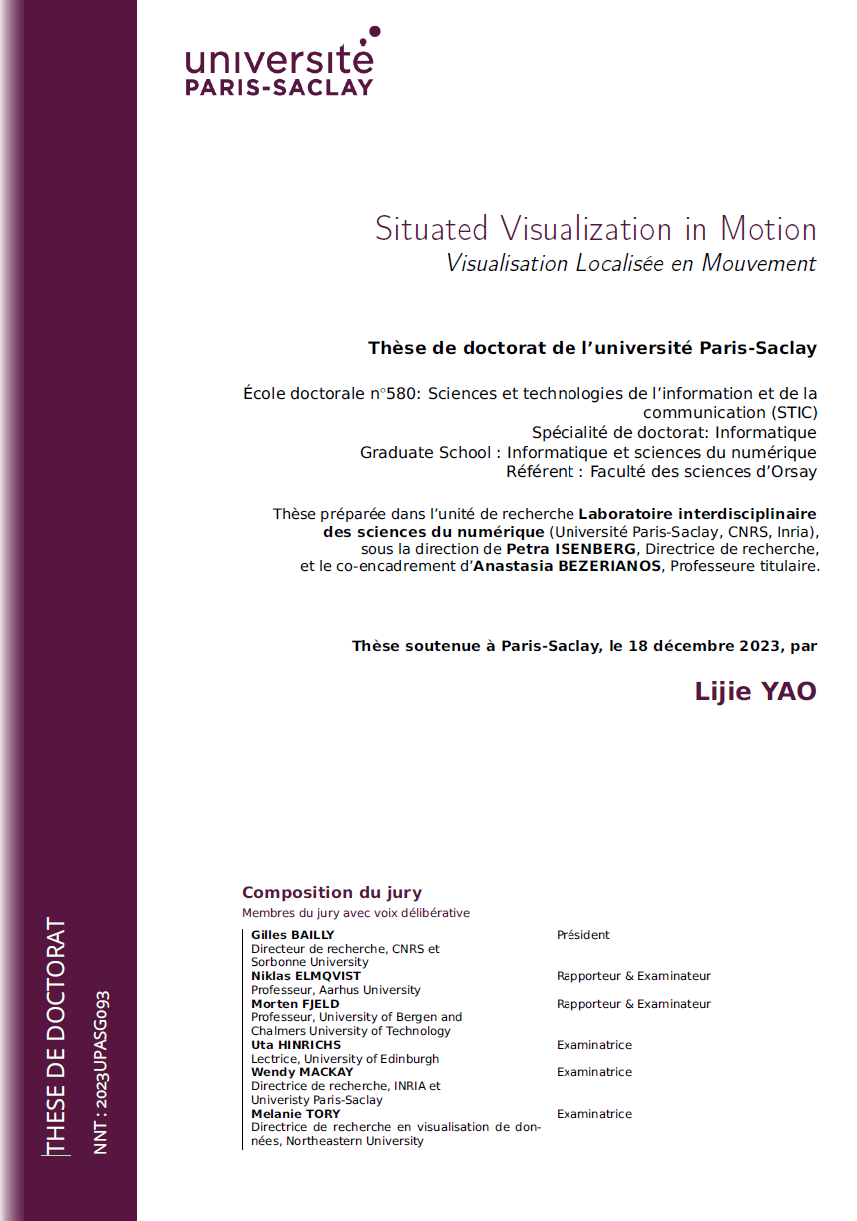 université
PARIS-SACLAY
Situated Visualization in Motion
Visualisation Localisée en Mouvement
Thèse de doctorat de l'université Paris-Saclay
École doctorale n°580: Sciences et technologies de l'information et de la
communication (STIC)
Spécialité de doctorat: Informatique
Graduate School : Informatique et sciences du numérique
Référent : Faculté des sciences d'Orsay
Thèse préparée dans l'unité de recherche Laboratoire interdisciplinaire
des sciences du numérique (Université Paris-Saclay, CNRS, Inria),
sous la direction de Petra ISENBERG, Directrice de recherche,
et le co-encadrement d'Anastasia BEZERIANOS, Professeure titulaire.
Thèse soutenue à Paris-Saclay, le 18 décembre 2023, par
Lijie YAO
Composition du jury
Membres du jury avec voix délibérative
Gilles BAILLY Président
Directeur de recherche, CNRS et
Sorbonne University
Niklas ELMQVIST Rapporteur & Examinateur
Professeur, Aarhus University
Morten FJELD Rapporteur & Examinateur
Professeur, University of Bergen and
Chalmers University of Technology
Uta HINRICHS Examinatrice
Lectrice, University of Edinburgh
Wendy MACKAY Examinatrice
Directrice de recherche, INRIA et
Univeristy Paris-Saclay
Melanie TORY Examinatrice
Directrice de recherche en visualisation de don-
nées, Northeastern University
THESE DE DOCTORAT
NNT : 2023UPASG093